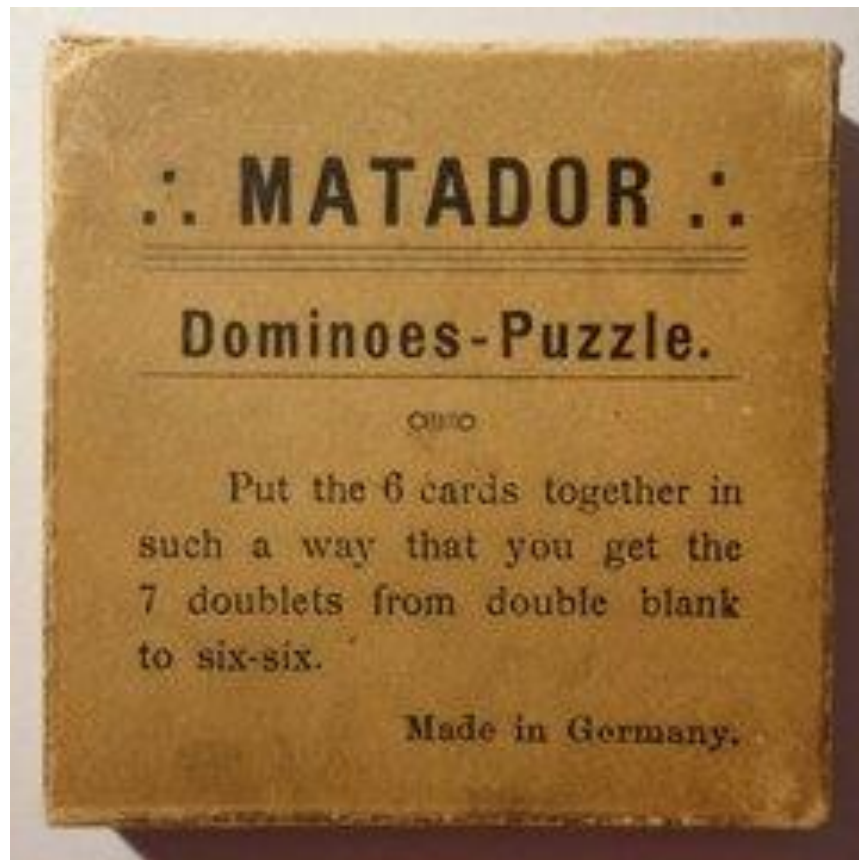 ∴ MATADOR ∴
Dominoes-Puzzle.
Put the 6 cards together in
such a way that you get the
7 doublets from double blank
to six-six.
Made in Germany.